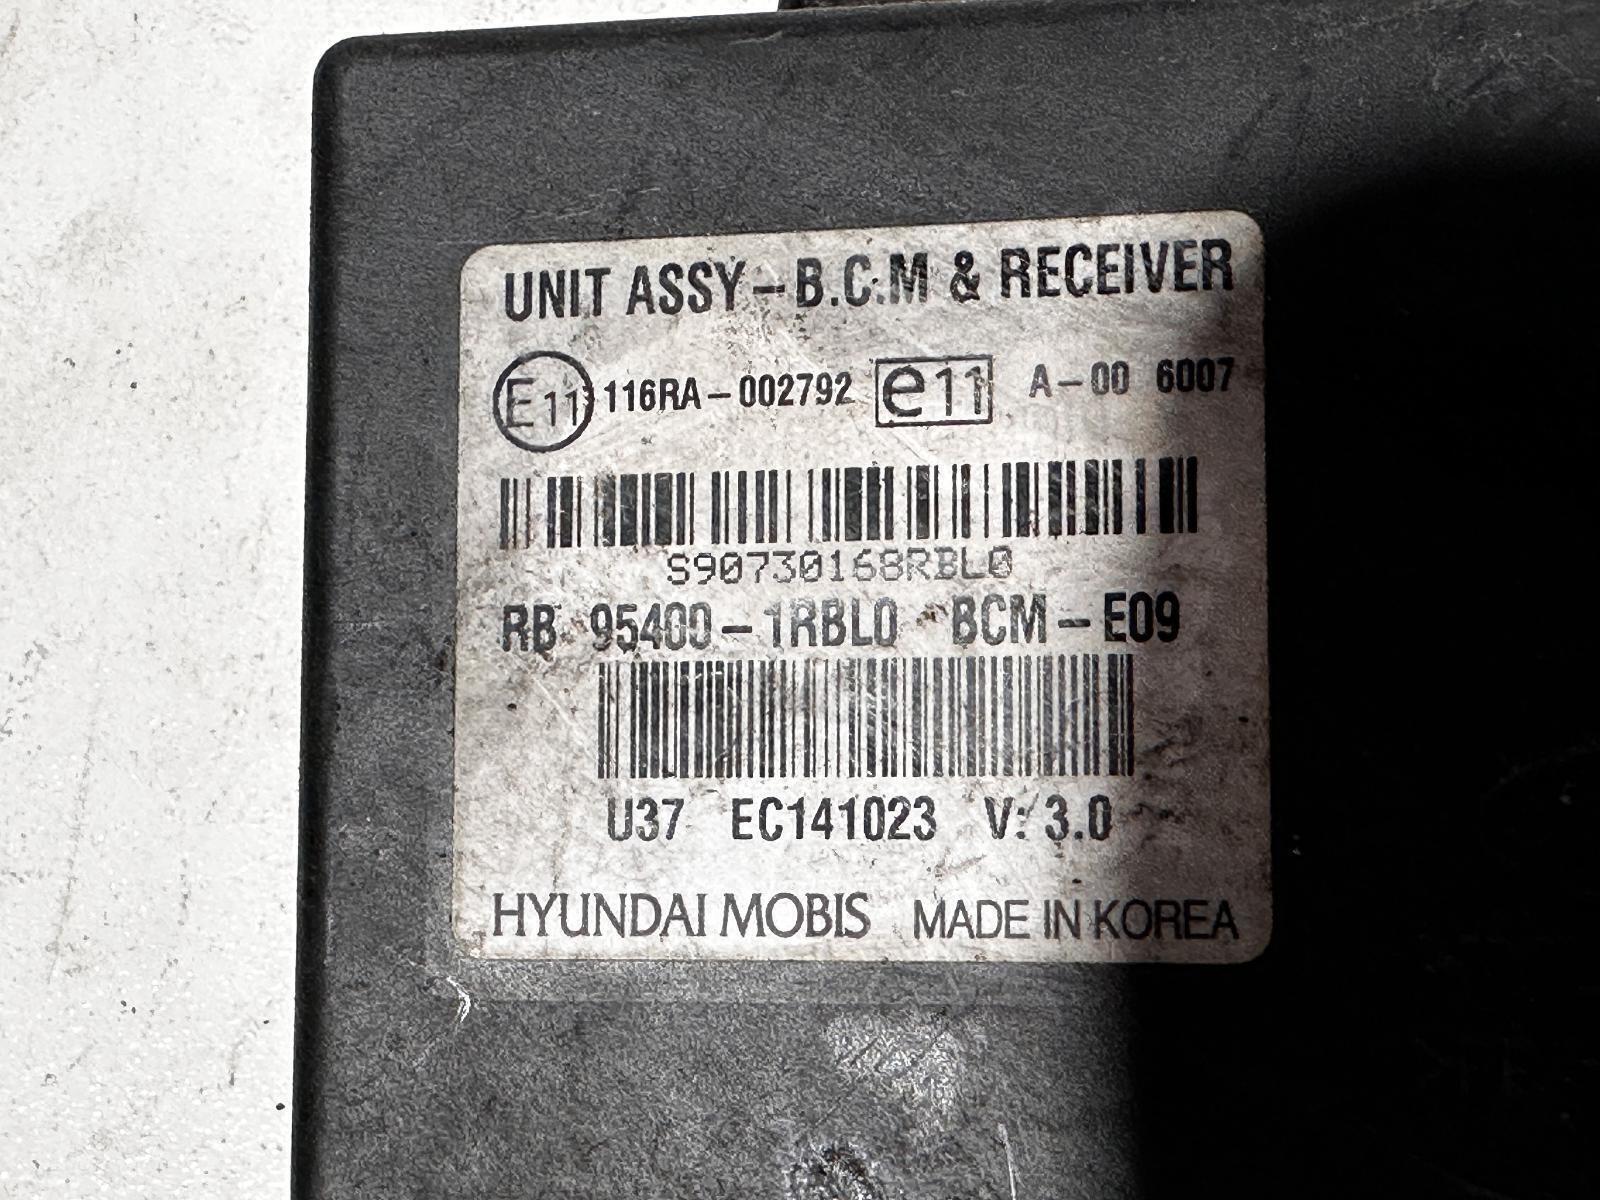 UNIT ASSY-B.C.M & RECEIVER
E11 116RA-002792 e11 A-00 6007
S90730168RBL0
RB 95400-1RBL0 BCM-E09
U37 EC141023 V: 3.0
HYUNDAI MOBIS MADE IN KOREA